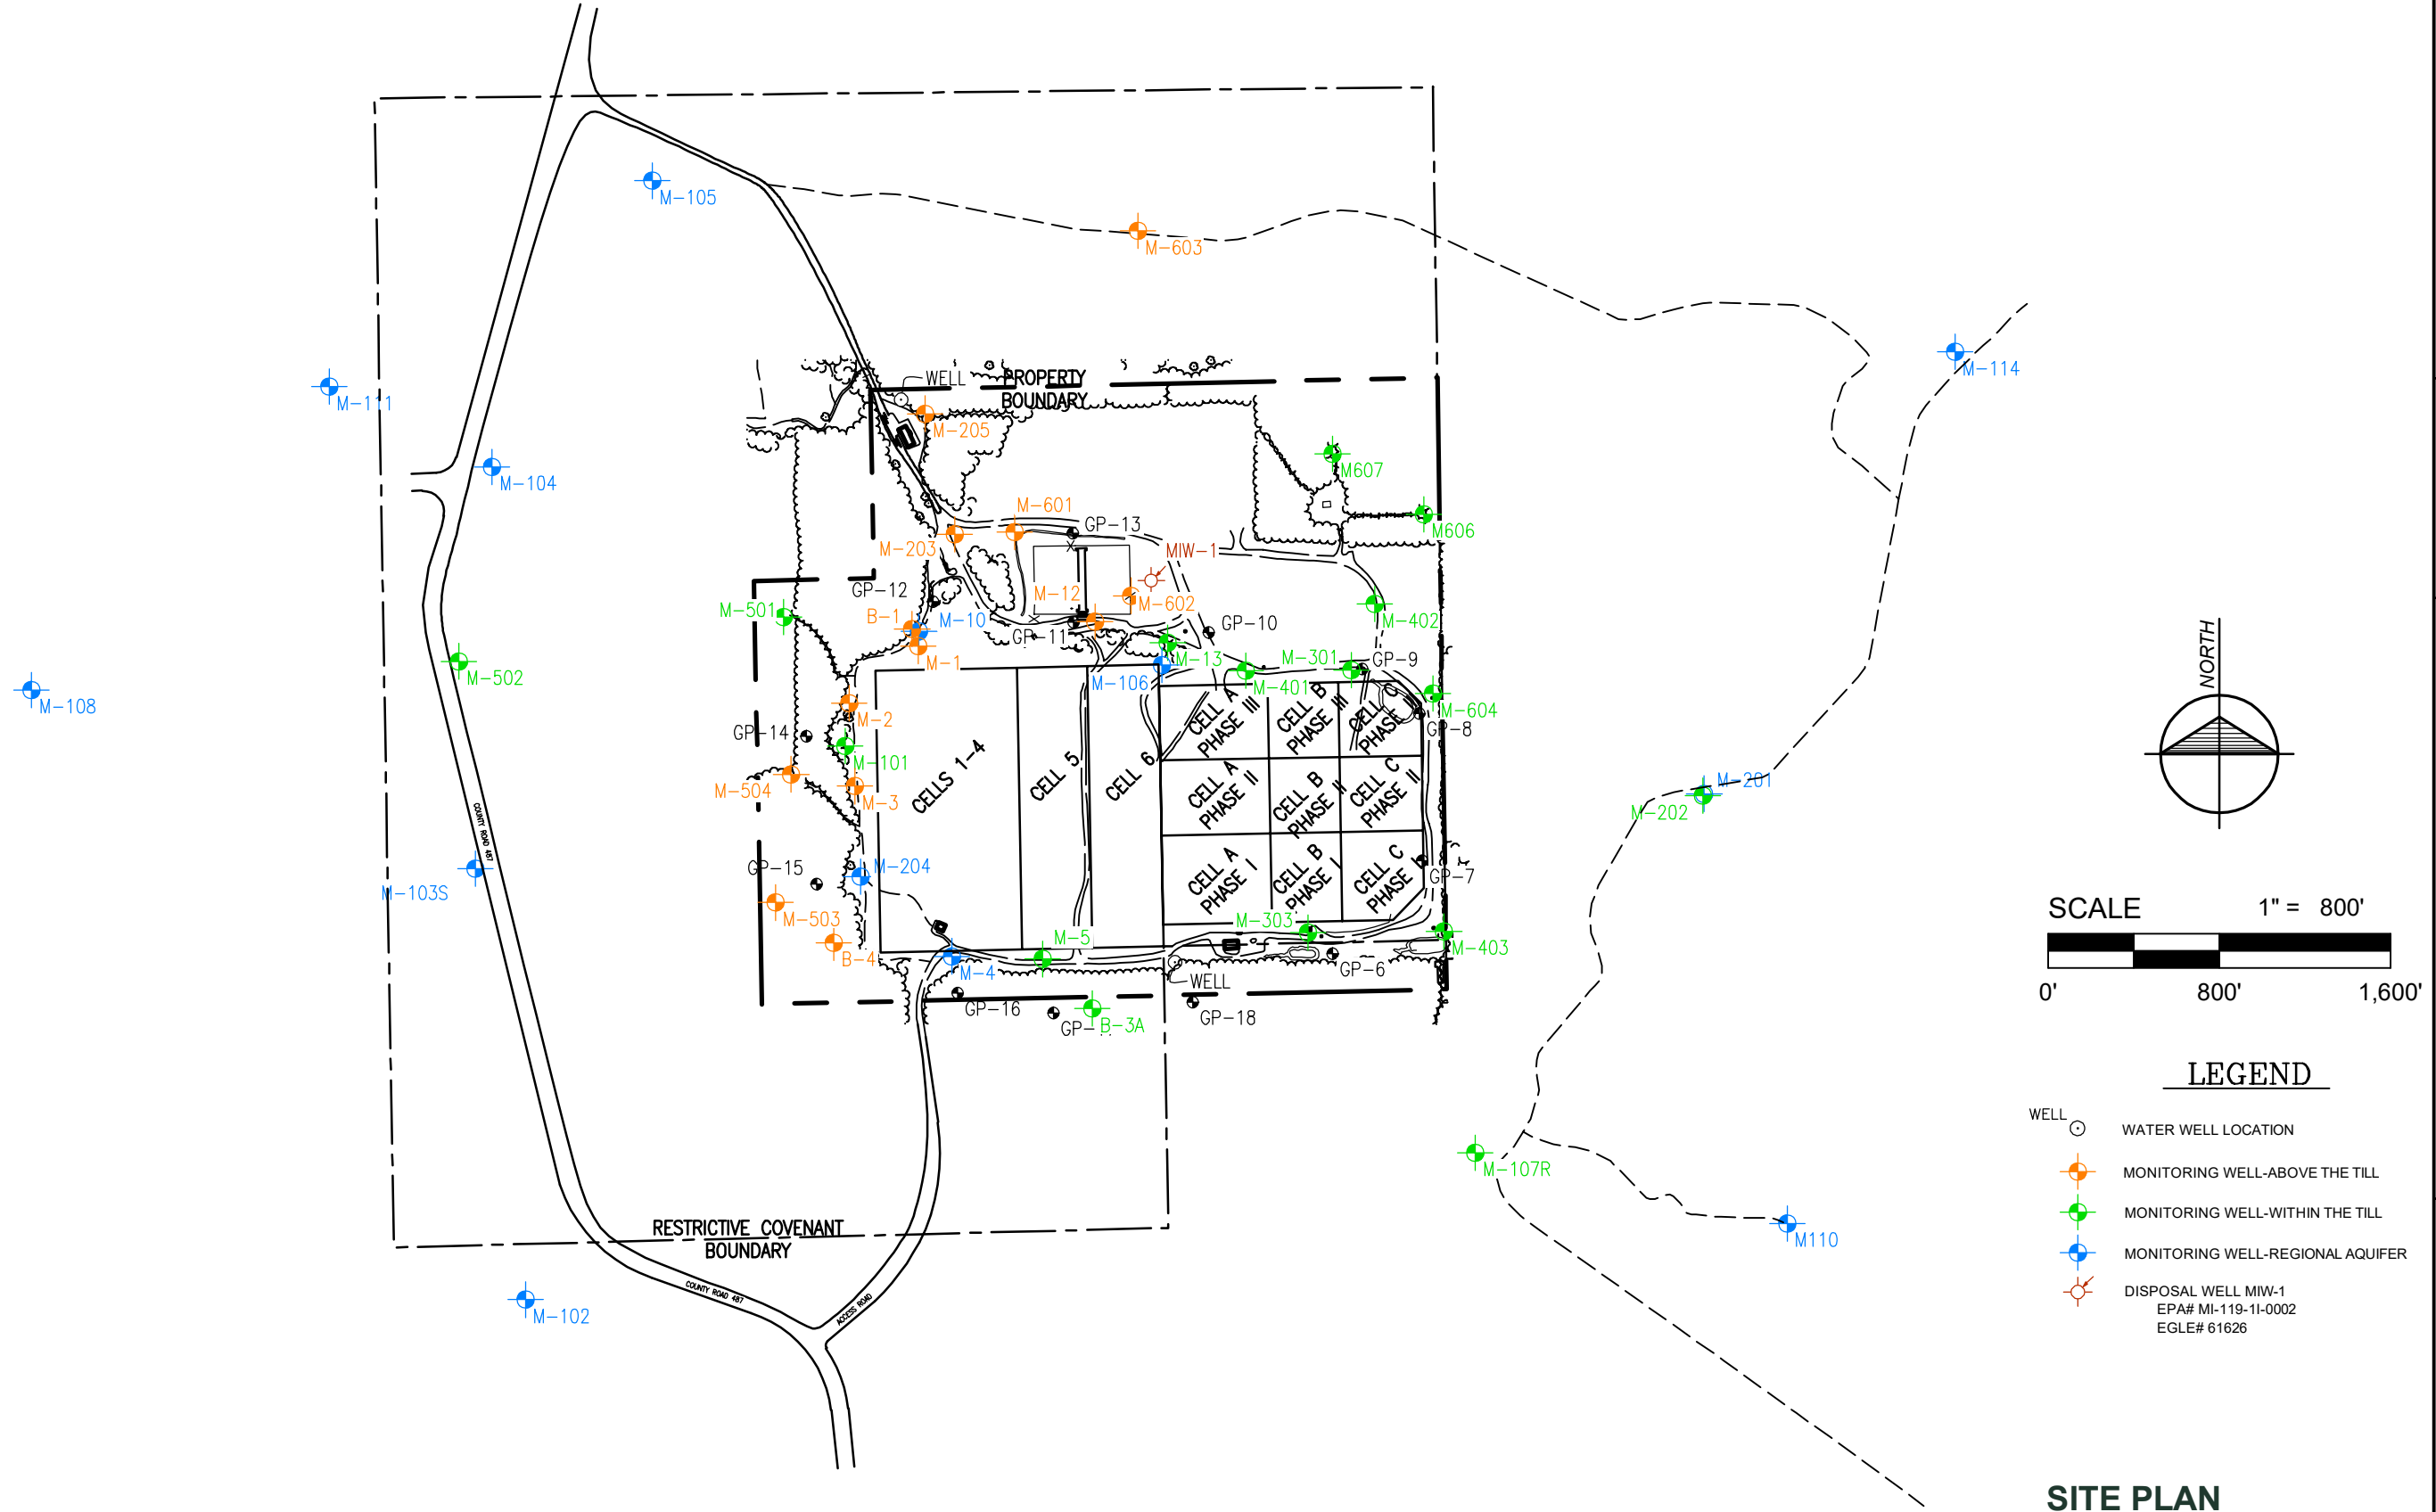 M-105
M-603
M-114
M-111
WELL
PROPERTY
BOUNDARY
M-205
M-104
M607
M606
M-601
GP-13
M-203
MIW-1
GP-12
M-12
M-602
M-402
M-501
B-1
M-10
GP-11
GP-10
M-1
M-13
M-301
GP-9
M-502
M-106
M-401
M-108
M-2
M-604
GP-8
GP-14
M-101
M-504
M-3
CELLS 1-4
CELL 5
CELL 6
CELL A
PHASE III
CELL B
PHASE III
CELL C
PHASE III
CELL A
PHASE II
CELL B
PHASE II
CELL C
PHASE II
CELL A
PHASE I
CELL B
PHASE I
CELL C
PHASE I
M-201
M-202
COUNTY ROAD 487
GP-15
M-204
M-103S
GP-7
M-503
M-303
M-5
M-403
B-4
M-4
GP-6
WELL
GP-16
GP-
B-3A
GP-18
M-107R
M110
RESTRICTIVE COVENANT
BOUNDARY
COUNTY ROAD 487
ACCESS ROAD
M-102
NORTH
SCALE 1" = 800'
0' 800' 1,600'
LEGEND
WELL
WATER WELL LOCATION
MONITORING WELL-ABOVE THE TILL
MONITORING WELL-WITHIN THE TILL
MONITORING WELL-REGIONAL AQUIFER
DISPOSAL WELL MIW-1
EPA# MI-119-1I-0002
EGLE# 61626
SITE PLAN